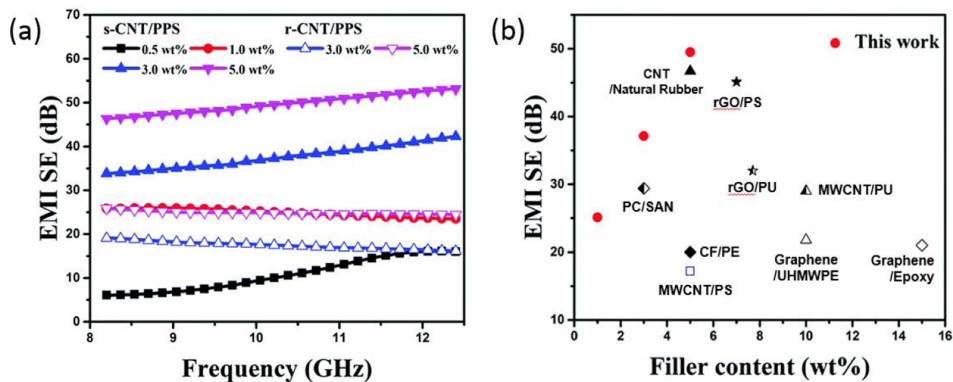 (a)
s-CNT/PPS r-CNT/PPS
0.5 wt% 1.0 wt% 3.0 wt% 5.0 wt%
3.0 wt% 5.0 wt%
EMI SE (dB)
70
60
50
40
30
20
10
0
8 9 10 11 12
Frequency (GHz)
(b)
This work
CNT
/Natural Rubber
rGO/PS
rGO/PU
PC/SAN
MWCNT/PU
CF/PE
MWCNT/PS
Graphene
/UHMWPE
Graphene
/Epoxy
EMI SE (dB)
50
40
30
20
10
0 2 4 6 8 10 12 14 16
Filler content (wt%)